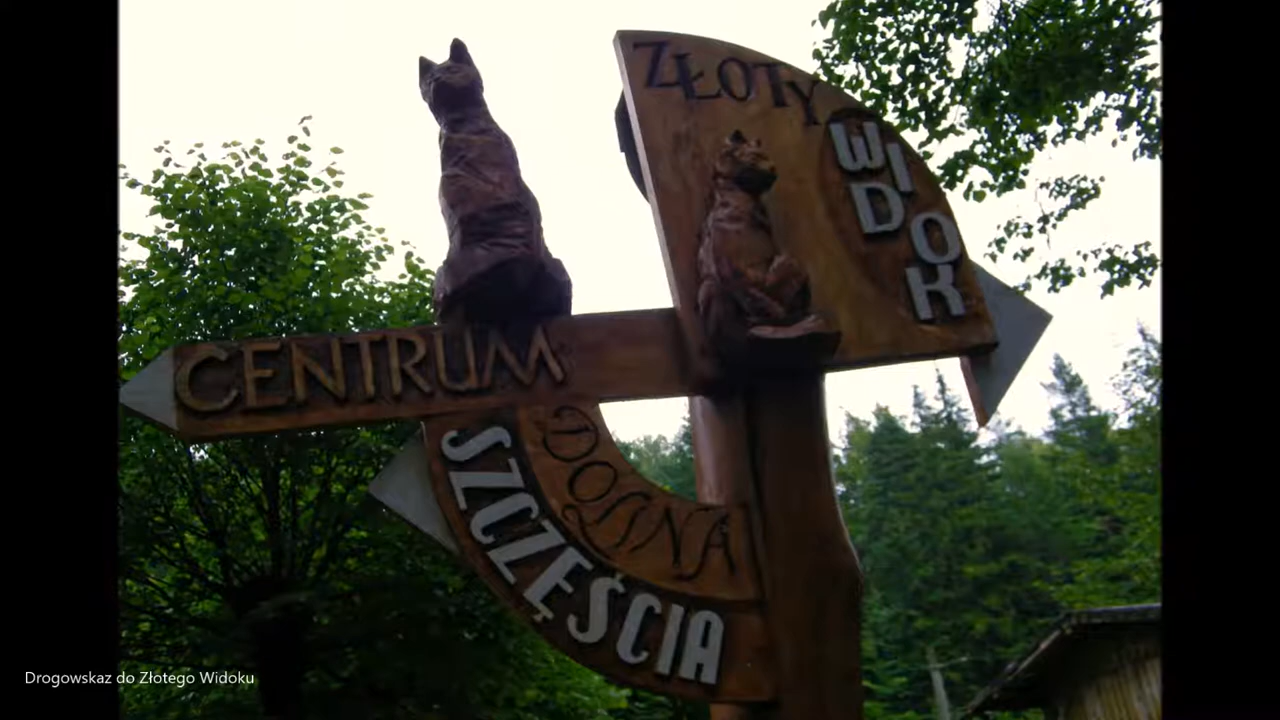 ZŁOTY
WIDOK
CENTRUM
DOLINA
SZCZĘŚCIA
Drogowskaz do Złotego Widoku